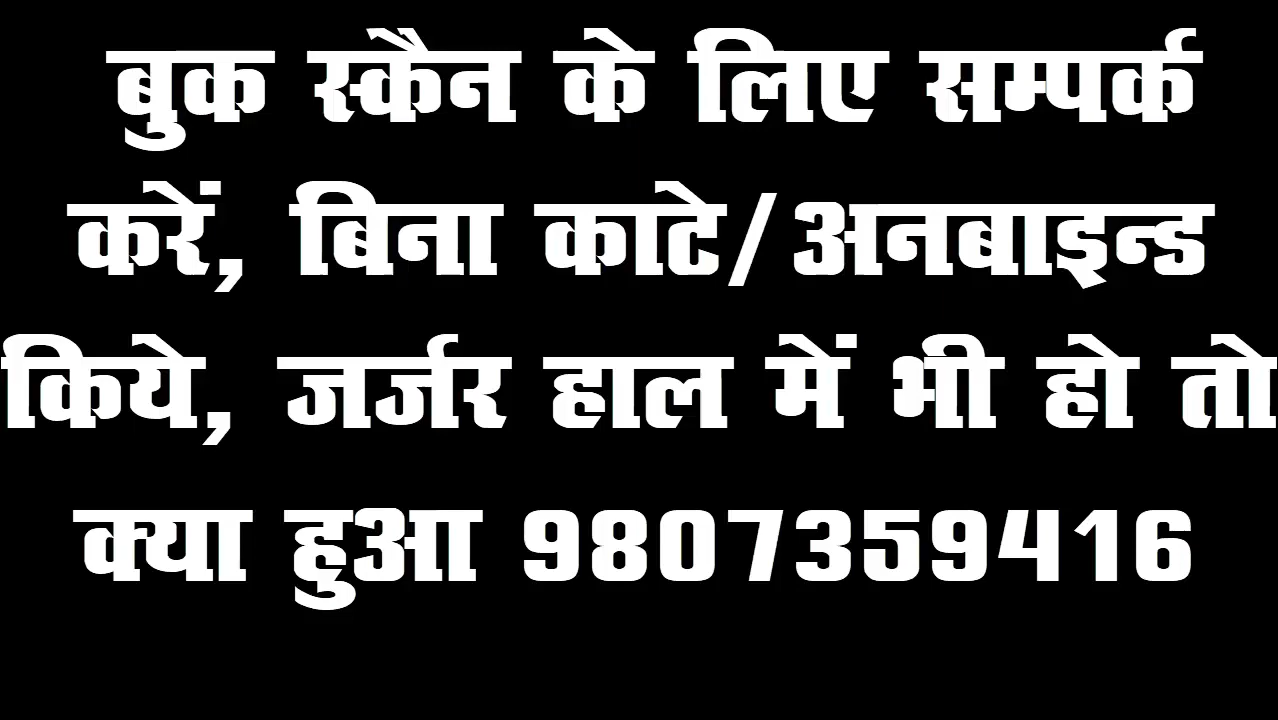 बुक स्कैन के लिए सम्पर्क
करें, बिना काटे/अनबाइन्ड
किये, जर्जर हाल में भी हो तो
क्या हुआ 9807359416